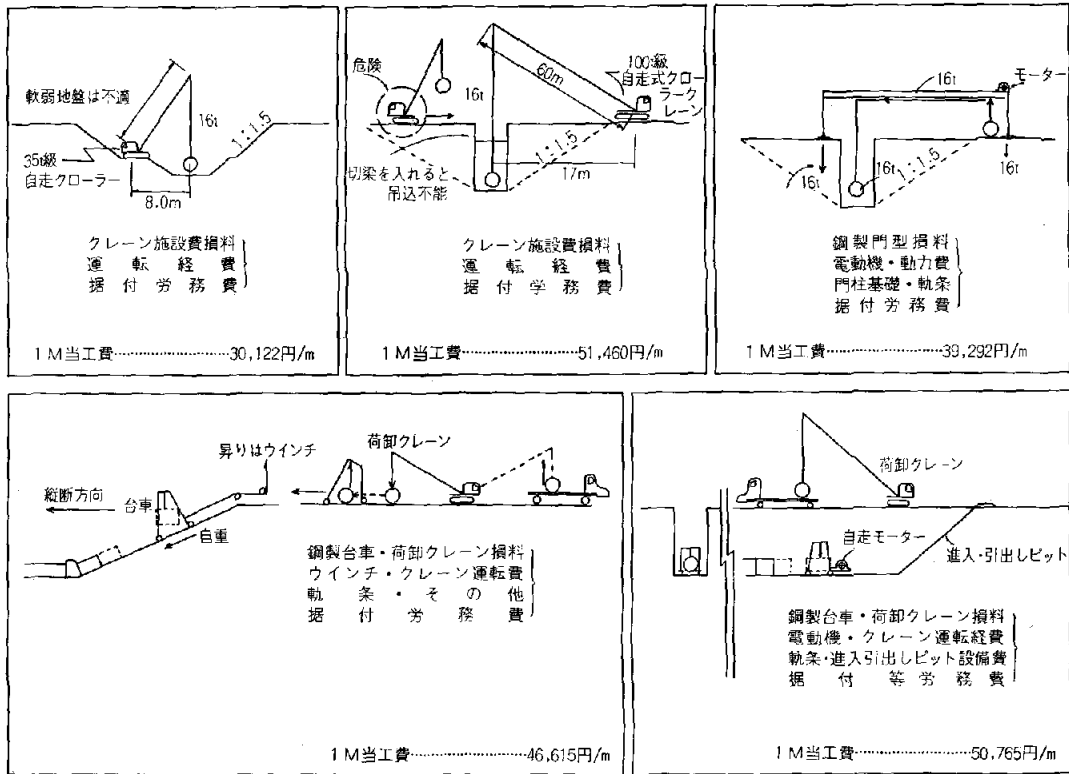 軟弱地盤は不適
16t
1:1.5
35t級
自走クローラー
8.0m
クレーン施設費損料
運転経費
据付労務費
1M当工費…………30,122円/m
危険
16t
60m
100t級
自走式クロー
ラークレーン
1:1.5
切梁を入れると
吊込不能
17m
クレーン施設費損料
運転経費
据付学務費
1M当工費…………51,460円/m
16t
モーター
16t
16t
1:1.5
16t
鋼製門型損料
電動機・動力費
門柱基礎・軌条
据付労務費
1M当工費…………39,292円/m
昇りはウインチ
荷卸クレーン
縦断方向
台車
自重
鋼製台車・荷卸クレーン損料
ウインチ・クレーン運転費
軌条・その他
据付労務費
1M当工費…………46,615円/m
荷卸クレーン
自走モーター
進入・引出しピット
鋼製台車・荷卸クレーン損料
電動機・クレーン運転経費
軌条・進入引出しピット設備費
据付等労務費
1M当工費…………50,765円/m